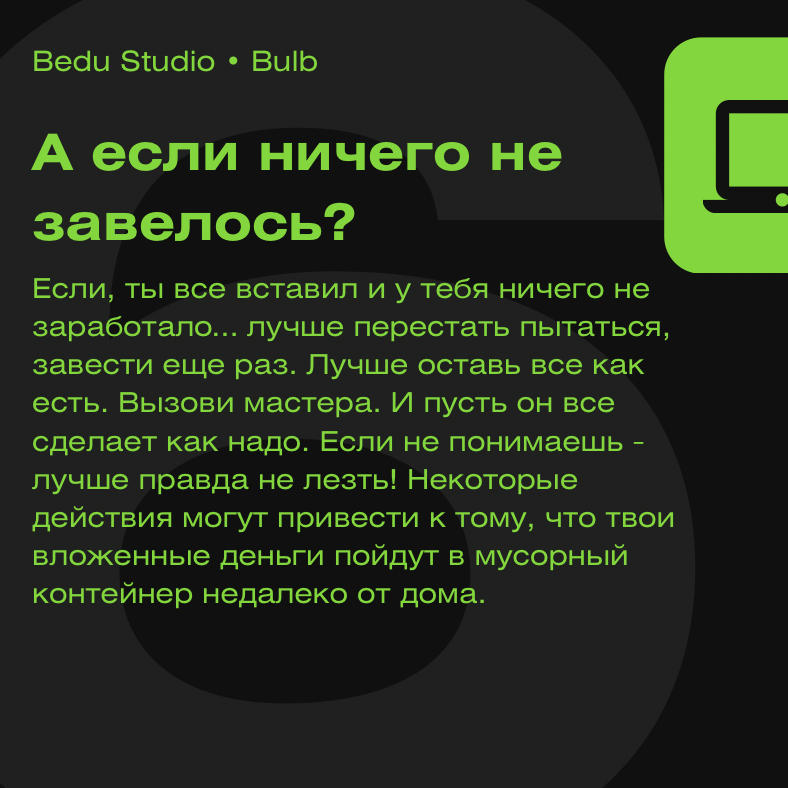 Bedu Studio • Bulb
А если ничего не
завелось?
Если, ты все вставил и у тебя ничего не
заработало... лучше перестать пытаться,
завести еще раз. Лучше оставь все как
есть. Вызови мастера. И пусть он все
сделает как надо. Если не понимаешь -
лучше правда не лезть! Некоторые
действия могут привести к тому, что твои
вложенные деньги пойдут в мусорный
контейнер недалеко от дома.